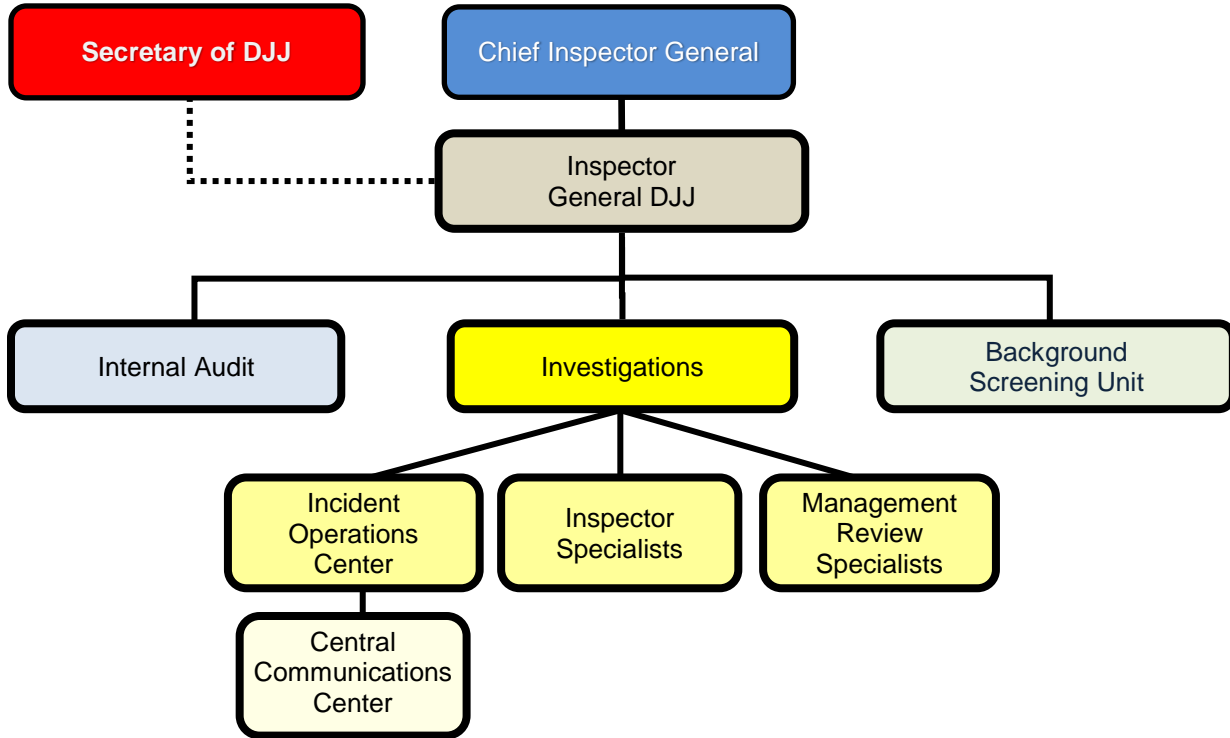 Secretary of DJJ
Chief Inspector General
Inspector
General DJJ
Internal Audit
Investigations
Background
Screening Unit
Incident
Operations
Center
Inspector
Specialists
Management
Review
Specialists
Central
Communications
Center